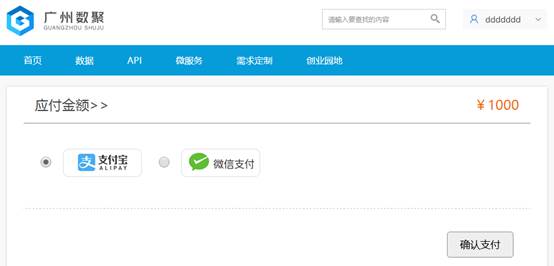 广州数聚
GUANGZHOU SHUJU
请输入要查找的内容
ddddddd
首页 数据 API 微服务 需求定制 创业园地
应付金额>>
¥1000
支付宝
ALIPAY
微信支付
确认支付